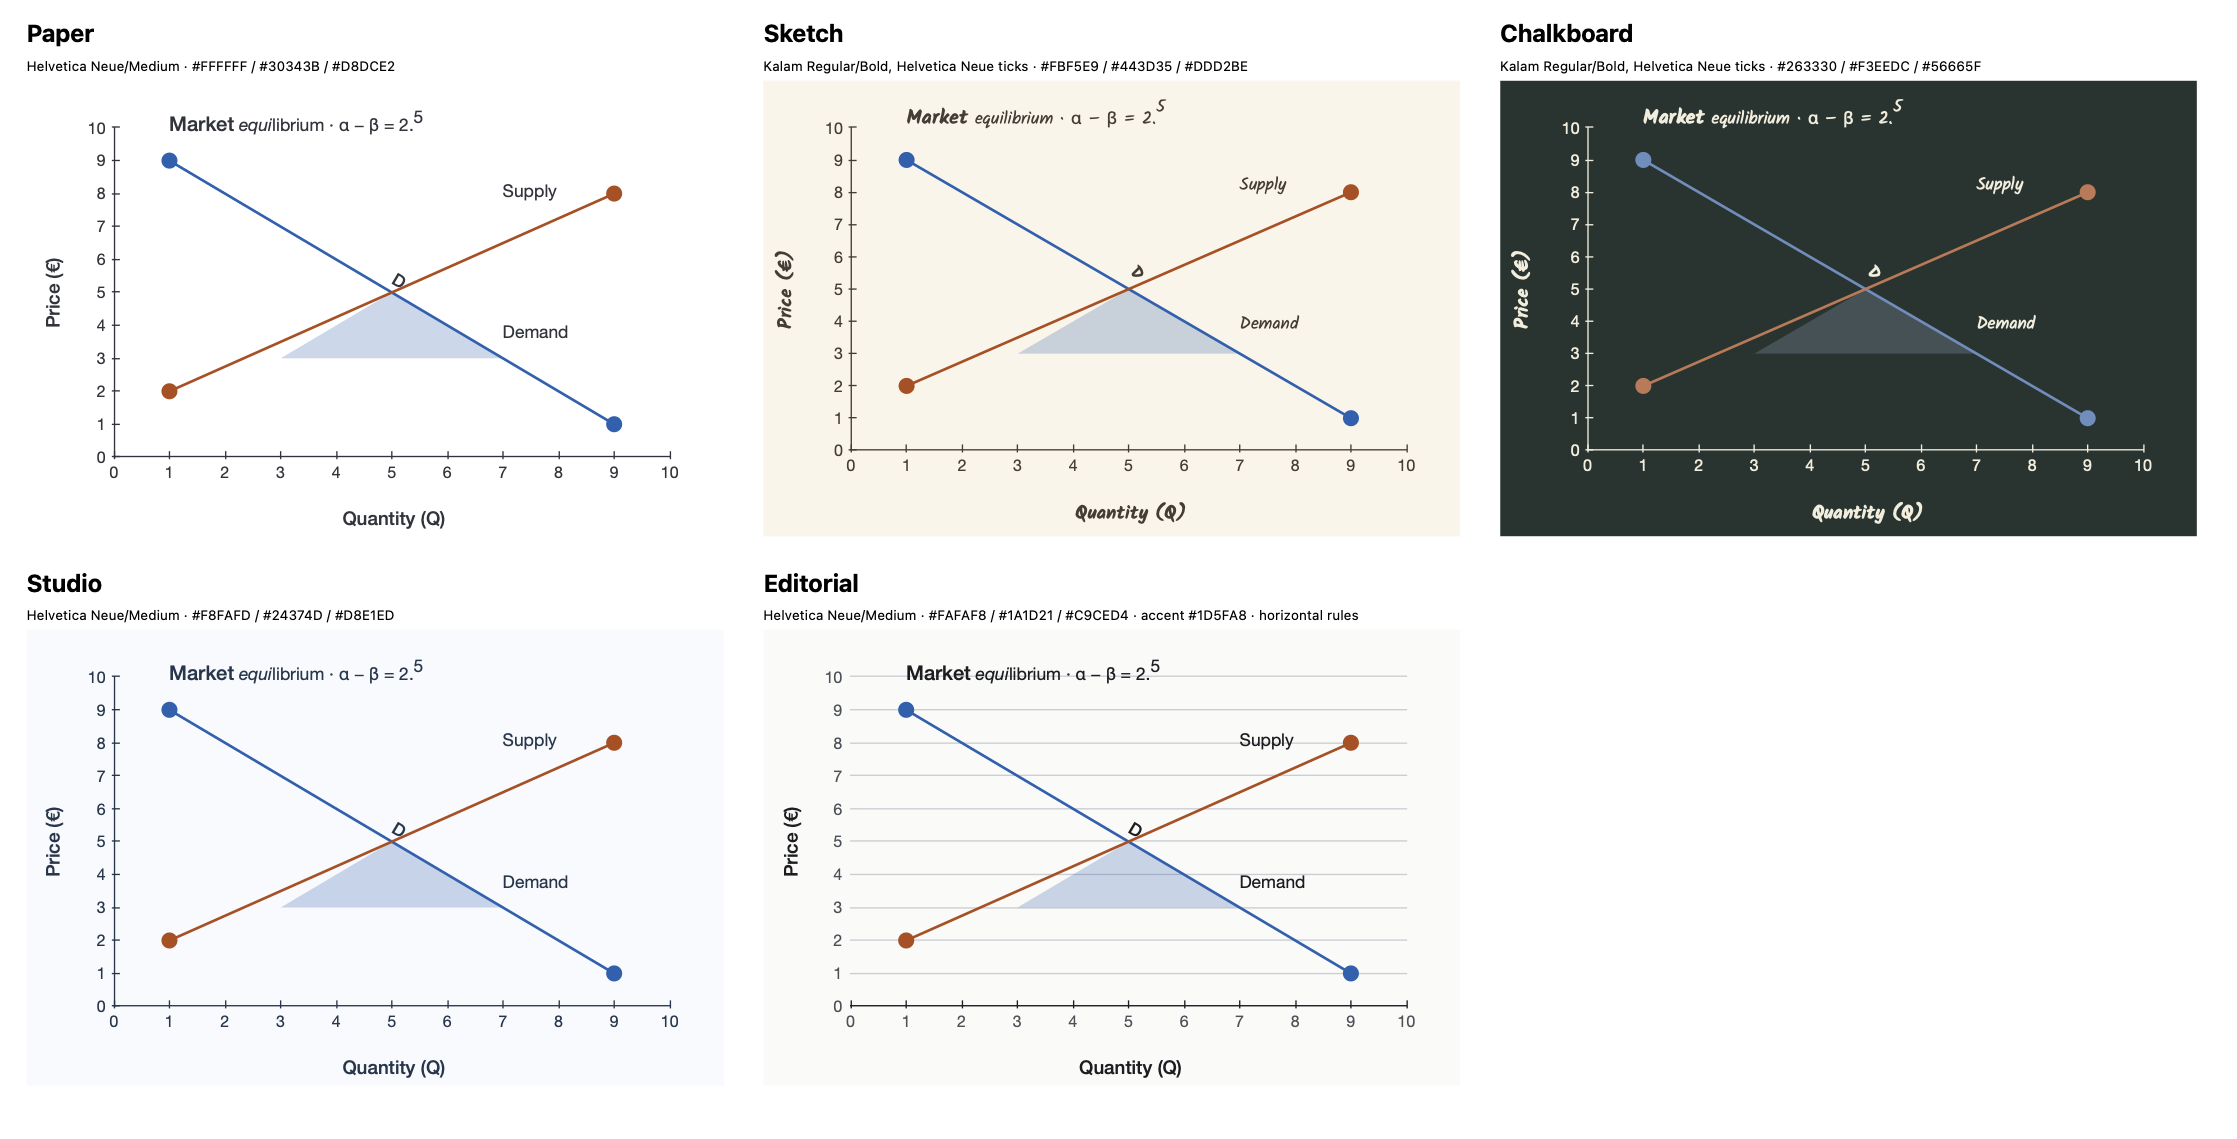 Paper
Helvetica Neue/Medium · #FFFFFF / #30343B / #D8DCE2
Market equilibrium · α – β = 2.5
10
9
8
7
6
5
4
3
2
1
0
Price (€)
Supply
D
Demand
0 1 2 3 4 5 6 7 8 9 10
Quantity (Q)
Sketch
Kalam Regular/Bold, Helvetica Neue ticks · #FBF5E9 / #443D35 / #DDD2BE
Market equilibrium · α – β = 2.5
10
9
8
7
6
5
4
3
2
1
0
Price (€)
Supply
D
Demand
0 1 2 3 4 5 6 7 8 9 10
Quantity (Q)
Chalkboard
Kalam Regular/Bold, Helvetica Neue ticks · #263330 / #F3EEDC / #56665F
Market equilibrium · α – β = 2.5
10
9
8
7
6
5
4
3
2
1
0
Price (€)
Supply
D
Demand
0 1 2 3 4 5 6 7 8 9 10
Quantity (Q)
Studio
Helvetica Neue/Medium · #F8FAFD / #24374D / #D8E1ED
Market equilibrium · α – β = 2.5
10
9
8
7
6
5
4
3
2
1
0
Price (€)
Supply
D
Demand
0 1 2 3 4 5 6 7 8 9 10
Quantity (Q)
Editorial
Helvetica Neue/Medium · #FAFAF8 / #1A1D21 / #C9CED4 · accent #1D5FA8 · horizontal rules
Market equilibrium · α – β = 2.5
10
9
8
7
6
5
4
3
2
1
0
Price (€)
Supply
D
Demand
0 1 2 3 4 5 6 7 8 9 10
Quantity (Q)